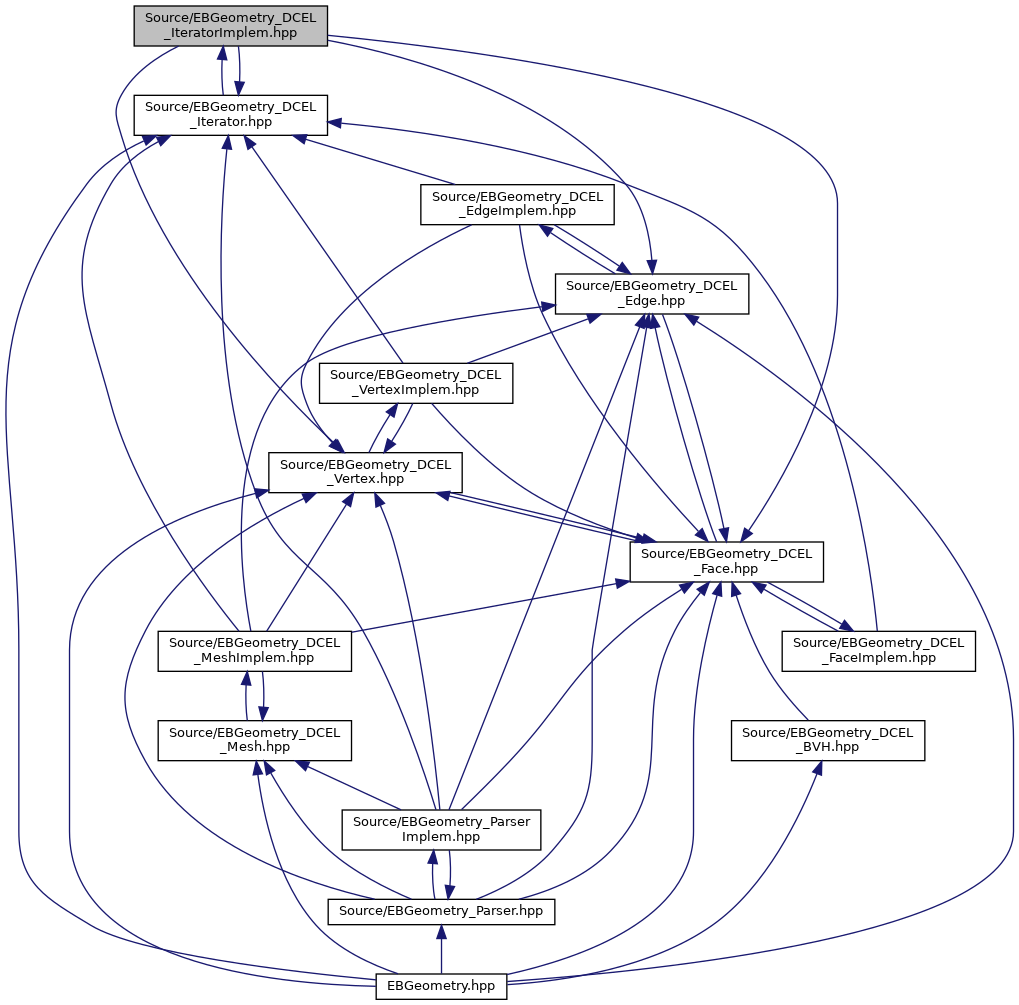 Source/EBGeometry_DCEL
_IteratorImplem.hpp
Source/EBGeometry_DCEL
_Iterator.hpp
Source/EBGeometry_DCEL
_EdgeImplem.hpp
Source/EBGeometry_DCEL
_Edge.hpp
Source/EBGeometry_DCEL
_VertexImplem.hpp
Source/EBGeometry_DCEL
_Vertex.hpp
Source/EBGeometry_DCEL
_Face.hpp
Source/EBGeometry_DCEL
_MeshImplem.hpp
Source/EBGeometry_DCEL
_FaceImplem.hpp
Source/EBGeometry_DCEL
_Mesh.hpp
Source/EBGeometry_DCEL
_BVH.hpp
Source/EBGeometry_Parser
Implem.hpp
Source/EBGeometry_Parser.hpp
EBGeometry.hpp